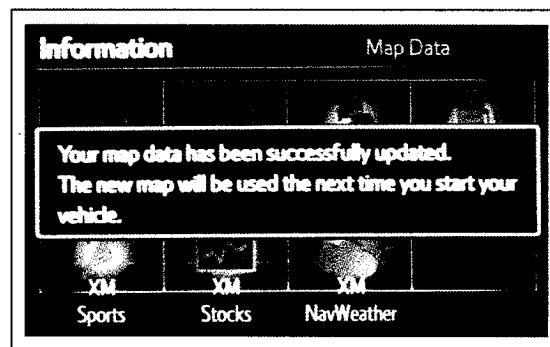 Information
Map Data
Your map data has been successfully updated.
The new map will be used the next time you start your
vehicle.
XM XM XM
Sports Stocks NavWeather